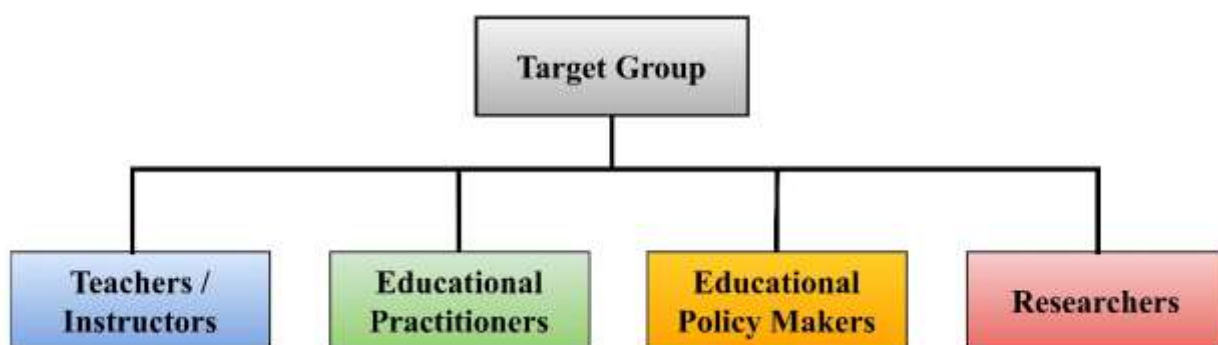 Target Group
Teachers /
Instructors
Educational
Practitioners
Educational
Policy Makers
Researchers